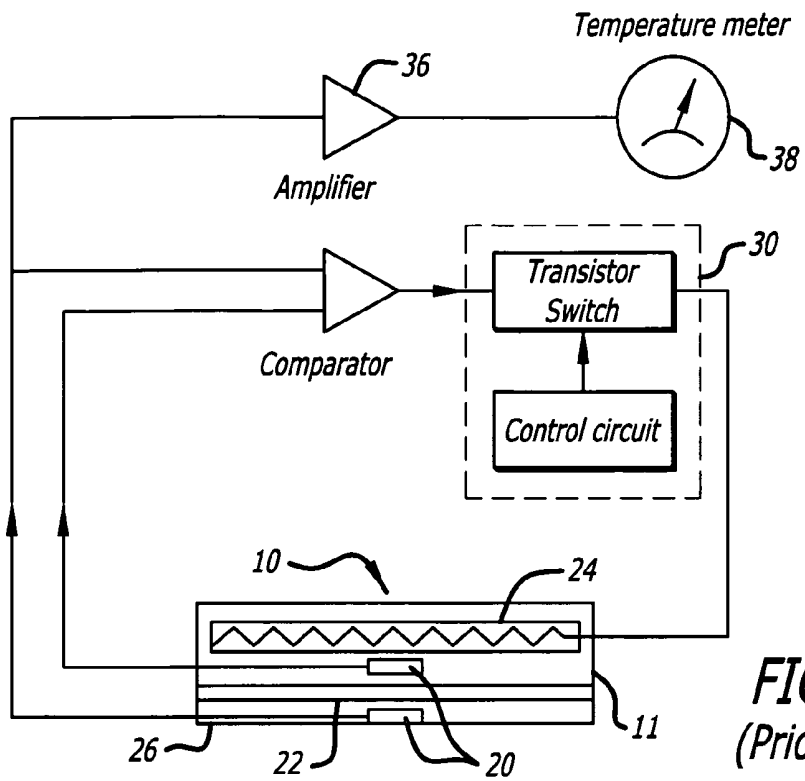 Temperature meter
36
38
Amplifier
30
Transistor
Switch
Comparator
Control circuit
10
24
11
26
22
20
(